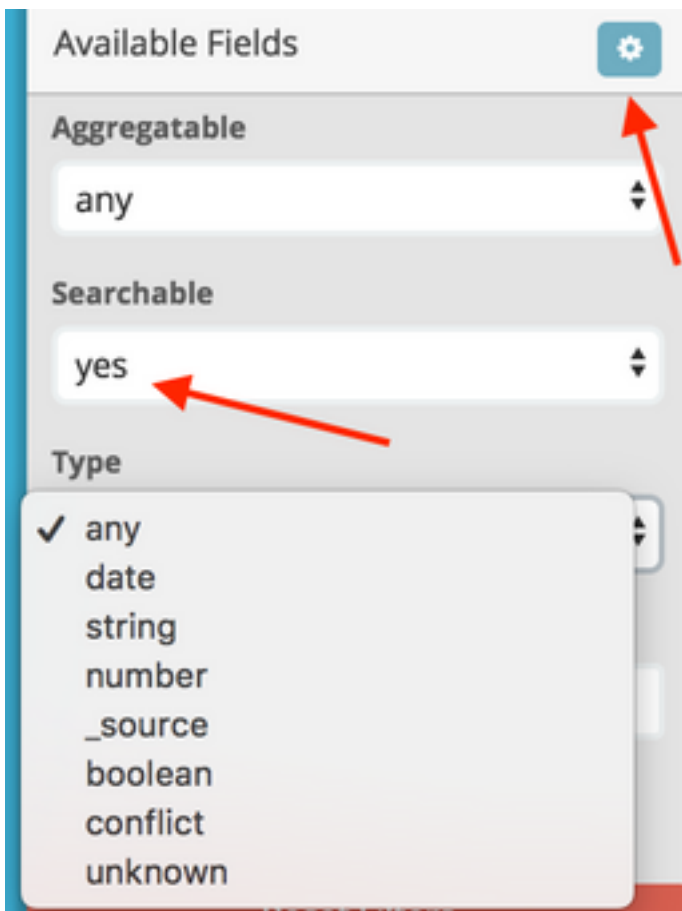 Available Fields
Aggregatable
any
Searchable
yes
Type
✓ any
date
string
number
_source
boolean
conflict
unknown